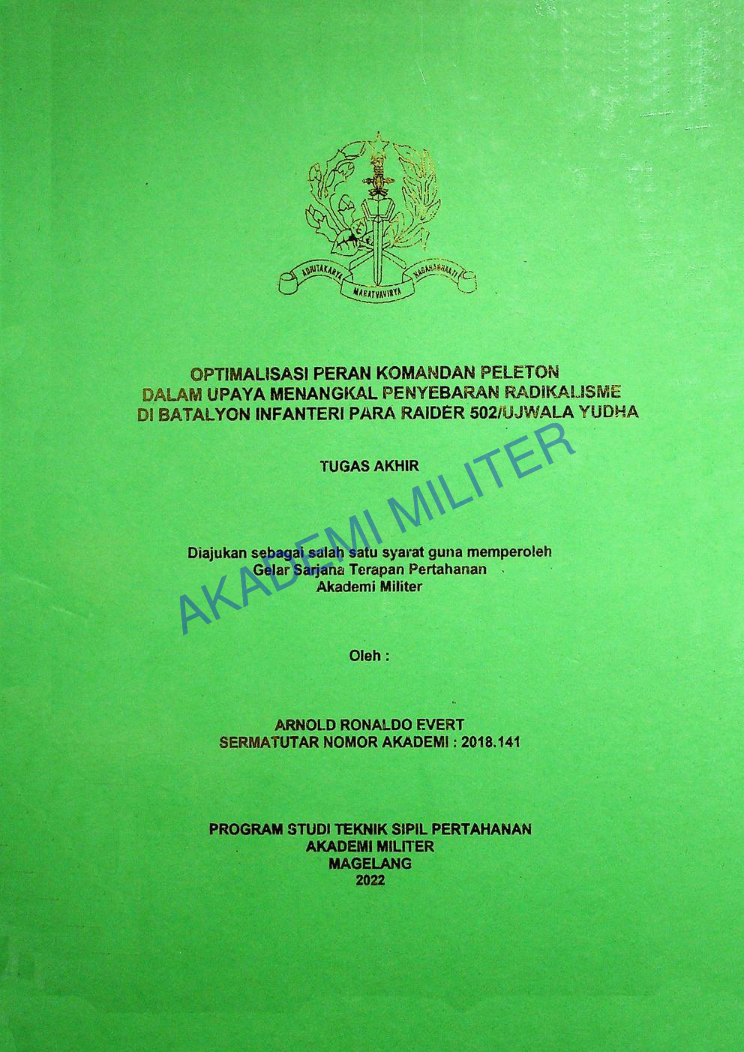 ADHITAKARYA
MAHATVAVIRYA
NAGARABHAKTI
OPTIMALISASI PERAN KOMANDAN PELETON
DALAM UPAYA MENANGKAL PENYEBARAN RADIKALISME
DI BATALYON INFANTERI PARA RAIDER 502/UJWALA YUDHA
TUGAS AKHIR
AKADEMI MILITER
Diajukan sebagai salah satu syarat guna memperoleh
Gelar Sarjana Terapan Pertahanan
Akademi Militer
Oleh :
ARNOLD RONALDO EVERT
SERMATUTAR NOMOR AKADEMI : 2018.141
PROGRAM STUDI TEKNIK SIPIL PERTAHANAN
AKADEMI MILITER
MAGELANG
2022